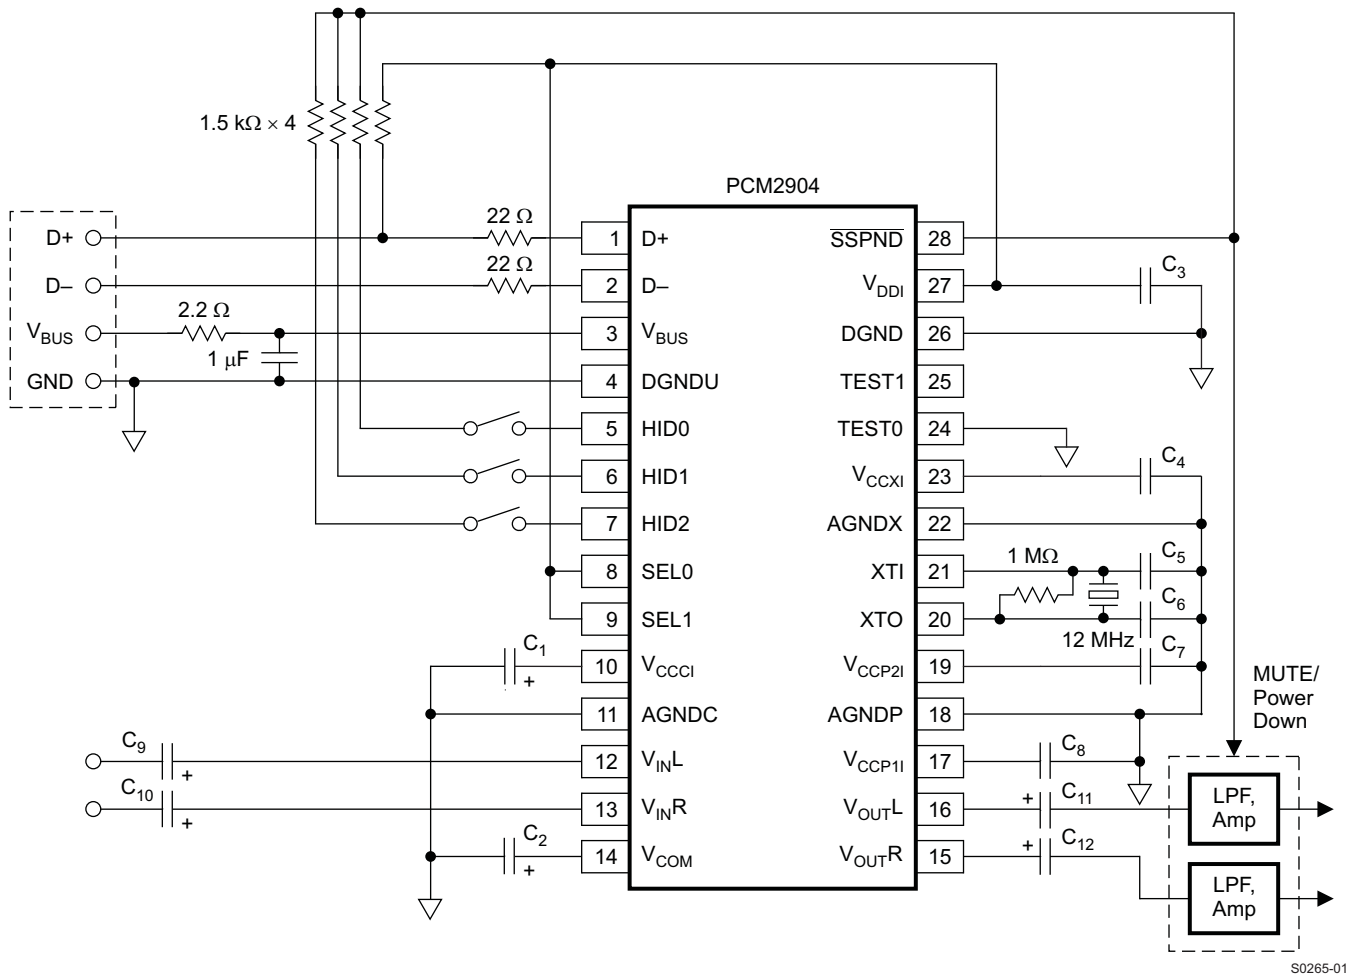 1.5 kΩ × 4
PCM2904
D+
22 Ω
1
D+
SSPND
28
D–
22 Ω
2
D–
VDDI
27
C3
VBUS
2.2 Ω
3
VBUS
DGND
26
1 μF
GND
4
DGNDU
TEST1
25
5
HID0
TEST0
24
6
HID1
VCCXI
23
C4
7
HID2
AGNDX
22
8
SEL0
XTI
21
1 MΩ
C5
9
SEL1
XTO
20
12 MHz
C6
C1
+
10
VCCCI
VCCP2I
19
C7
11
AGNDC
AGNDP
18
MUTE/
Power
Down
C9
+
12
VINL
VCCP1I
17
C8
C10
+
13
VINR
VOUTL
16
+
C11
LPF,
Amp
C2
+
14
VCOM
VOUTR
15
+
C12
LPF,
Amp
S0265-01